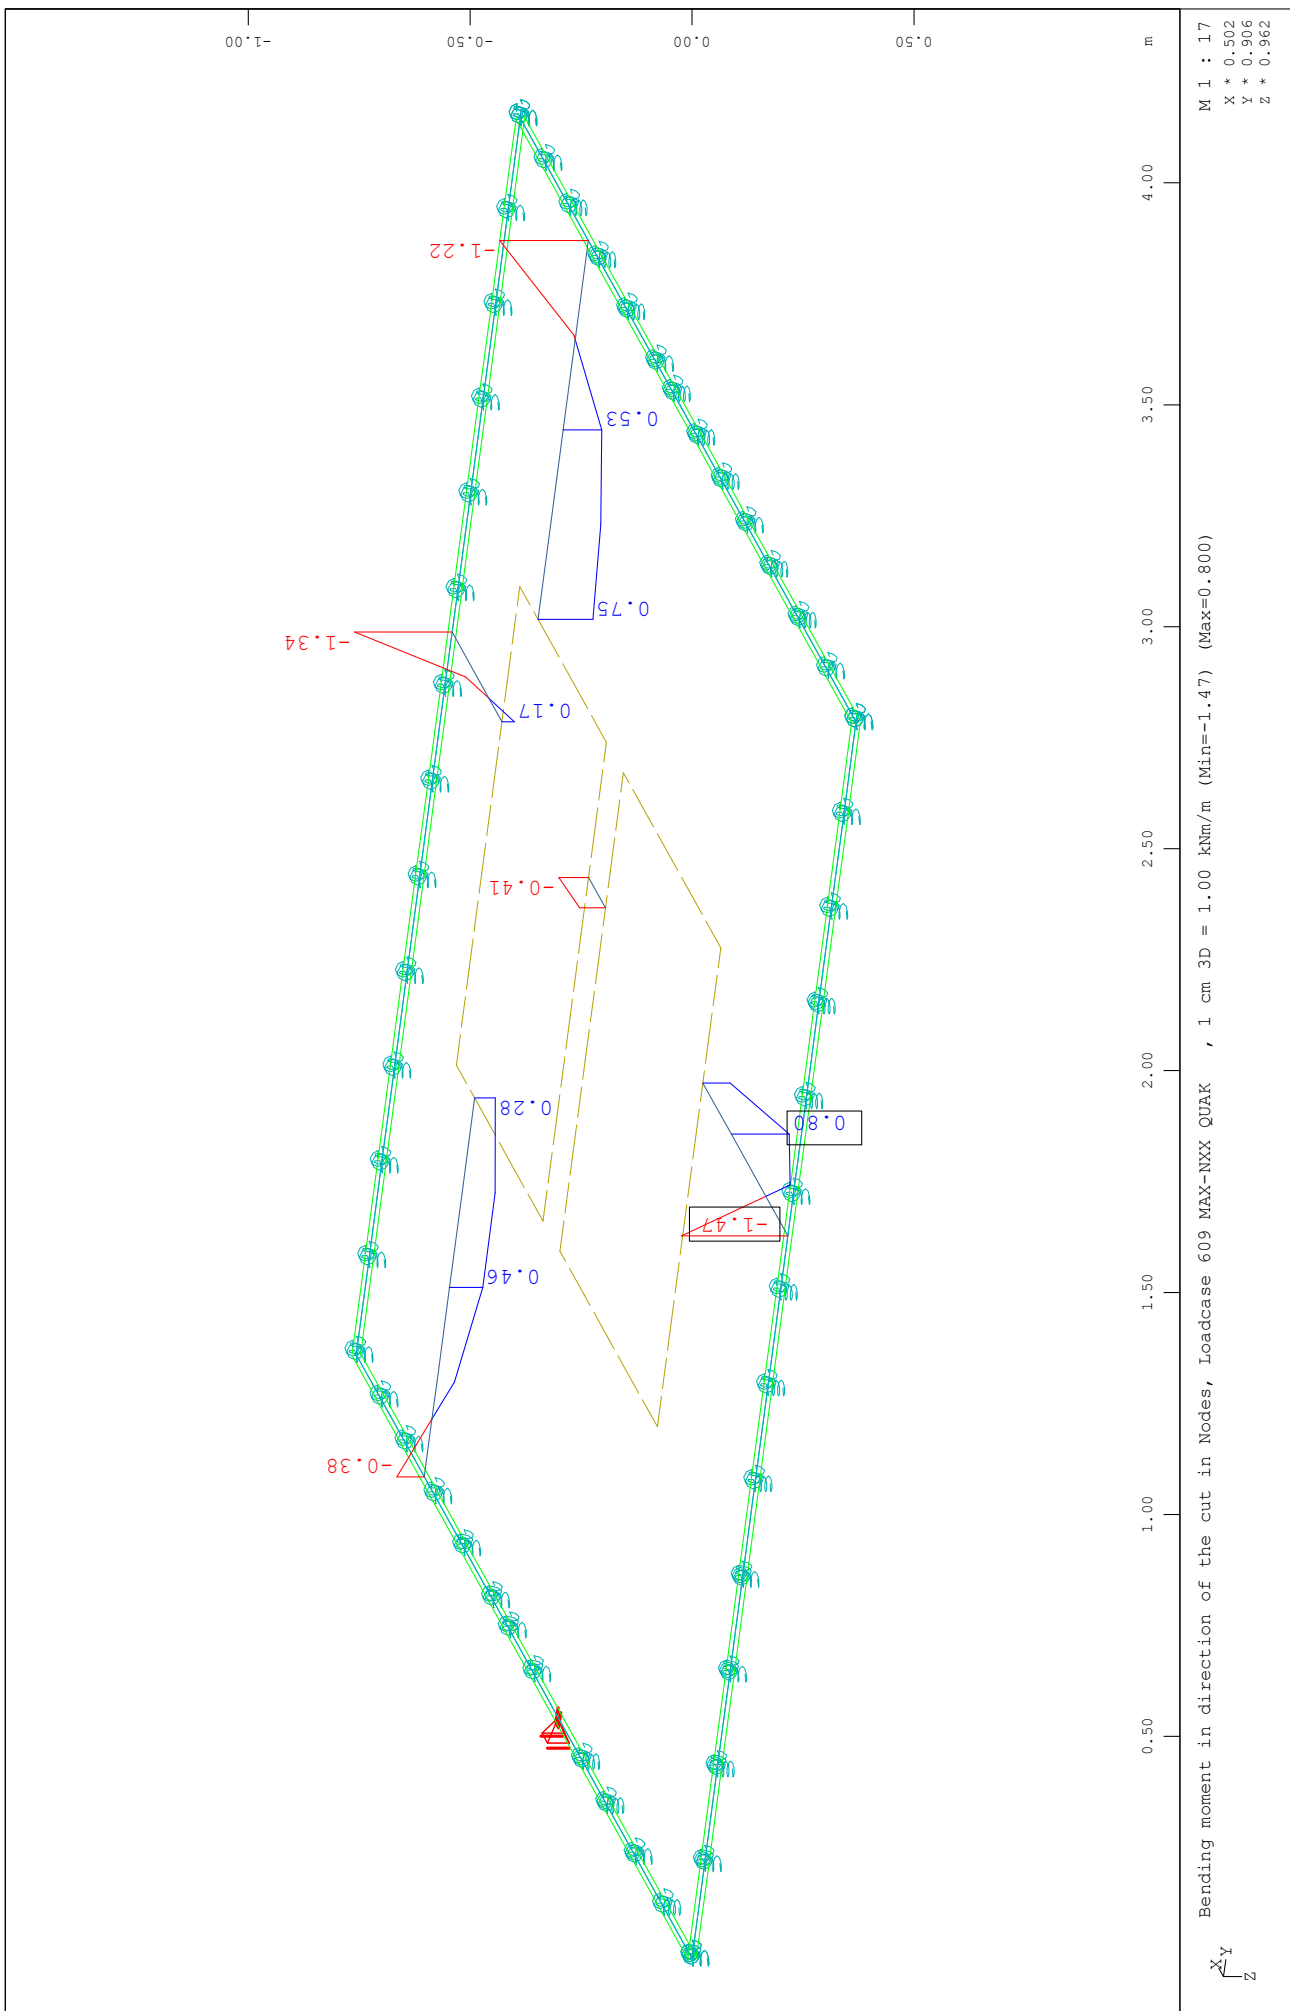 M 1 : 17
X * 0.502
Y * 0.906
Z * 0.962
-1.00
-0.50
0.00
0.50
m
4.00
3.50
3.00
2.50
2.00
1.50
1.00
0.50
-1.22
0.53
0.75
-1.34
0.17
-0.41
0.28
0.80
-1.47
0.46
-0.38
Bending moment in direction of the cut in Nodes, Loadcase 609 MAX-NXX QUAK , 1 cm 3D = 1.00 kNm/m (Min=-1.47) (Max=0.800)
X
Y
Z